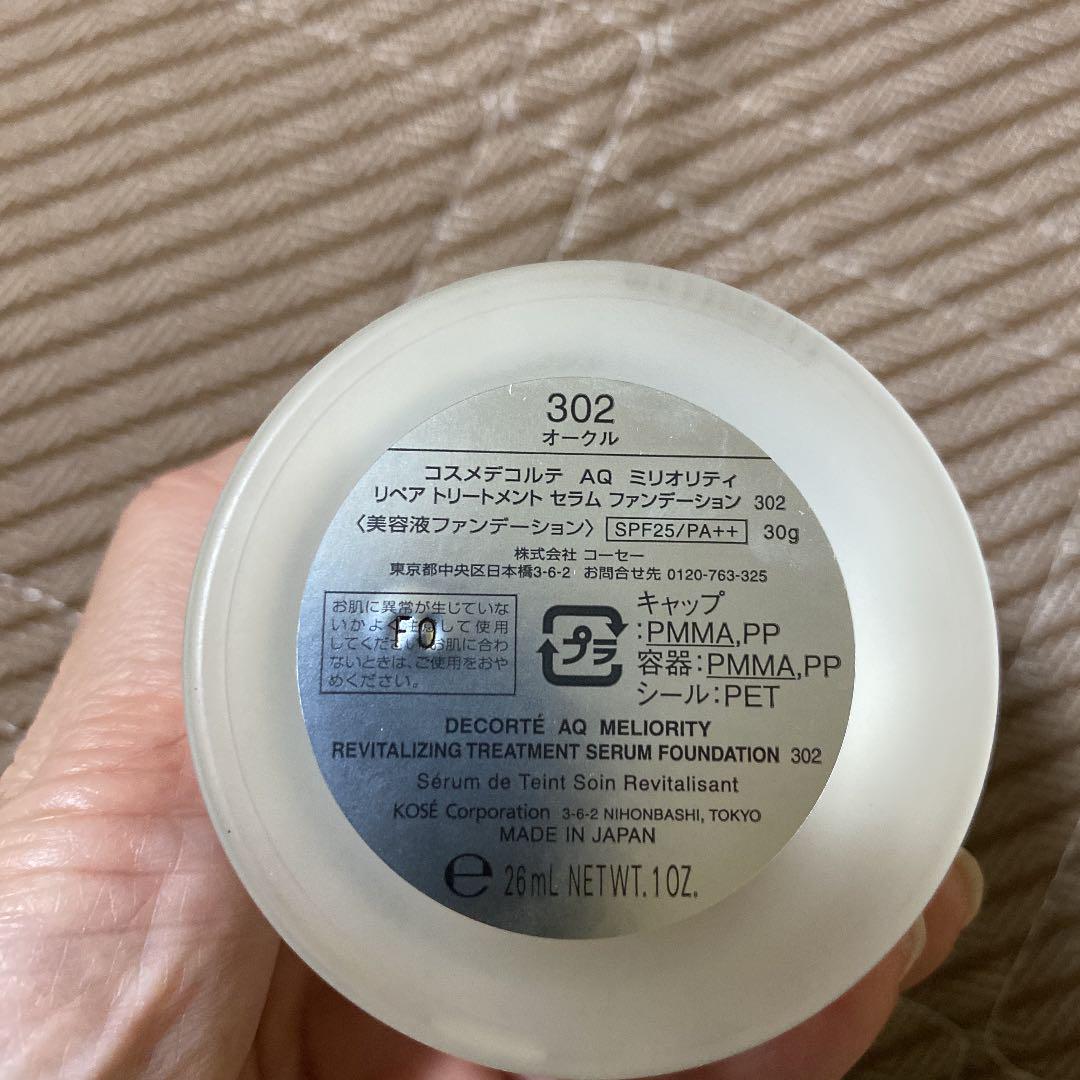 302
オークル
コスメデコルテ AQ ミリオリティ
リペア トリートメント セラム ファンデーション 302
〈美容液ファンデーション〉 SPF25/PA++ 30g
株式会社 コーセー
東京都中央区日本橋3-6-2 お問合せ先 0120-763-325
お肌に異常が生じていな
いかよく注意して使用
してください。お肌に合わ
ないときは、ご使用をおや
めください。
FO
プラ
キャップ
:PMMA,PP
容器:PMMA,PP
シール:PET
DECORTÉ AQ MELIORITY
REVITALIZING TREATMENT SERUM FOUNDATION 302
Sérum de Teint Soin Revitalisant
KOSÉ Corporation 3-6-2 NIHONBASHI, TOKYO
MADE IN JAPAN
℮ 26mL NET WT. 1 OZ.